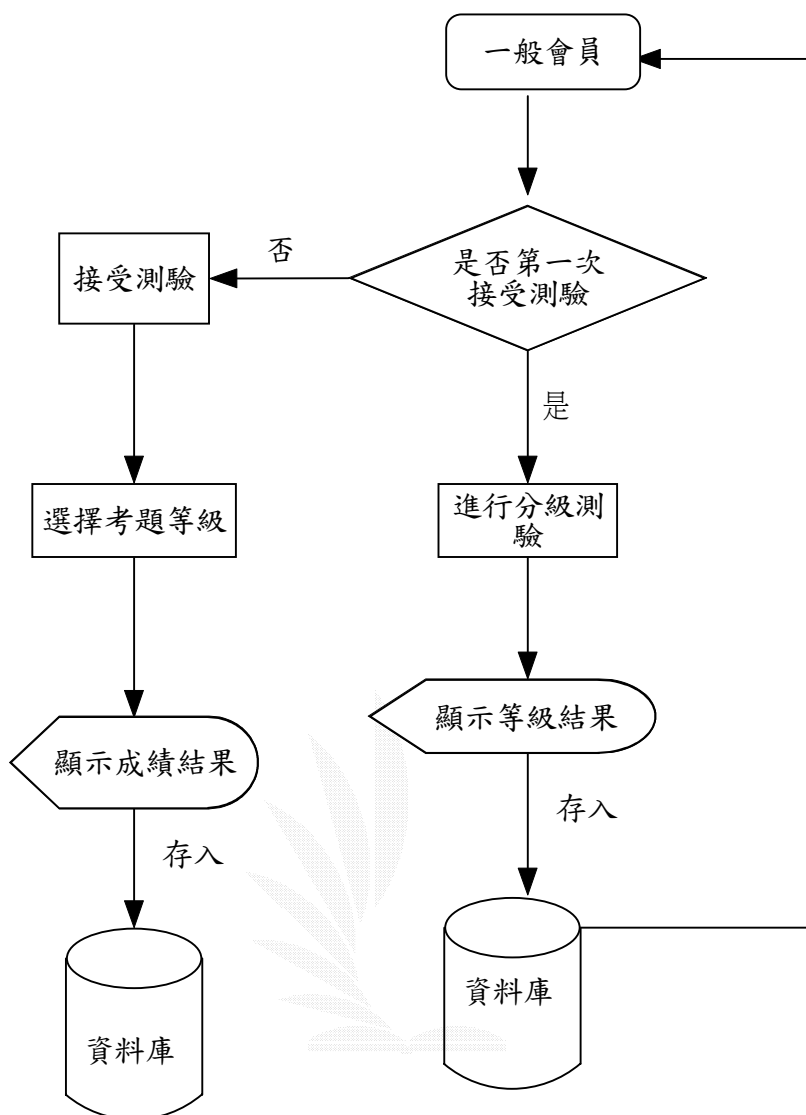 一般會員
是否第一次
接受測驗
否
接受測驗
是
選擇考題等級
進行分級測
驗
顯示等級結果
顯示成績結果
存入
存入
資料庫
資料庫